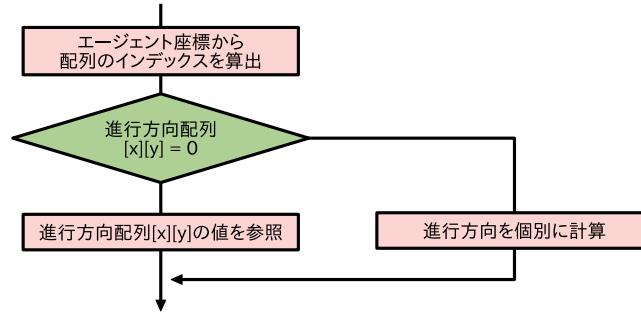 エージェント座標から
配列のインデックスを算出
進行方向配列
[x][y] = 0
進行方向配列[x][y]の値を参照
進行方向を個別に計算